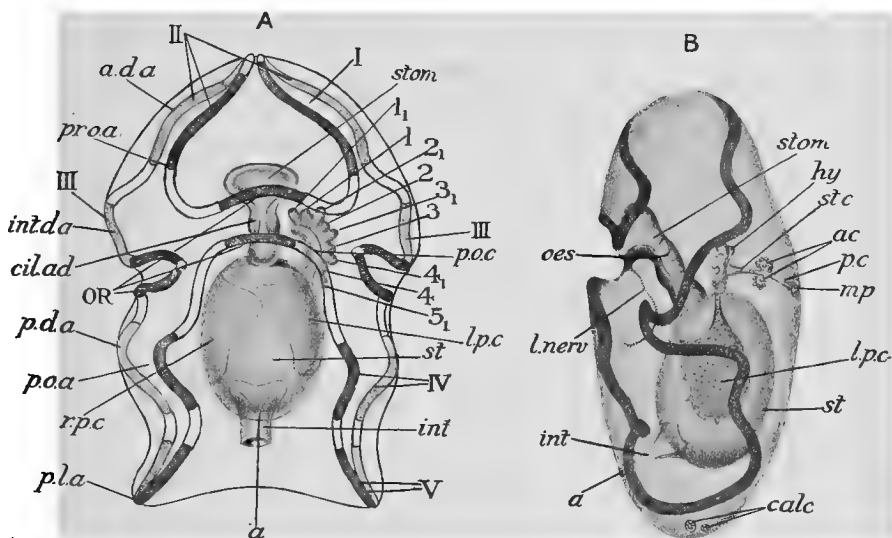 A
II
a.d.a
I
stom
pr.o.a.
1₁
1
2₁
2
3₁
3
III
int.d.a
III
p.o.c
cil.ad
4₁
4
5₁
OR
p.d.a
l.p.c
p.o.a
st
IV
r.p.c
int
p.l.a
V
a
B
stom
hy
st.c
ac
p.c
mp
oes
l.nerv
l.p.c
st
int
a
calc